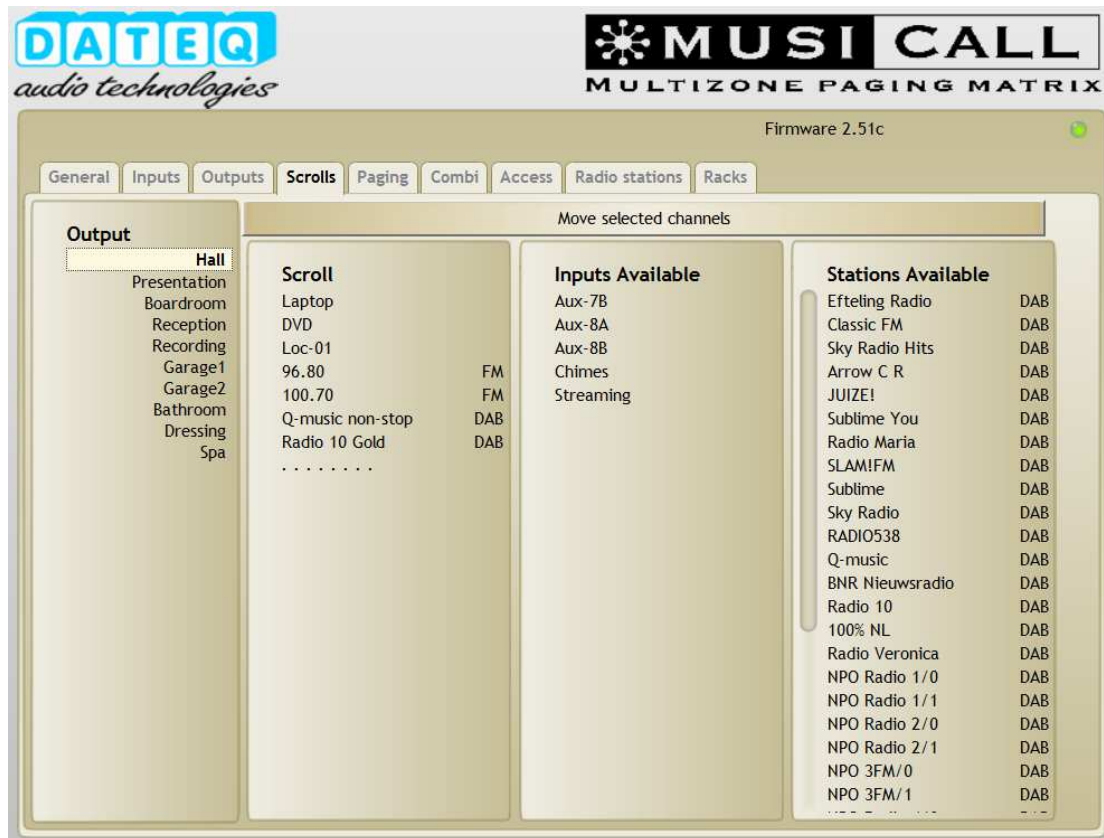 DATEQ
audio technologies
MUSI CALL
MULTIZONE PAGING MATRIX
Firmware 2.51c
General Inputs Outputs Scrolls Paging Combi Access Radio stations Racks
Move selected channels
Output
Hall
Presentation
Boardroom
Reception
Recording
Garage1
Garage2
Bathroom
Dressing
Spa
Scroll
Laptop
DVD
Loc-01
96.80 FM
100.70 FM
Q-music non-stop DAB
Radio 10 Gold DAB
. . . . . . . .
Inputs Available
Aux-7B
Aux-8A
Aux-8B
Chimes
Streaming
Stations Available
Efteling Radio DAB
Classic FM DAB
Sky Radio Hits DAB
Arrow C R DAB
JUIZE! DAB
Sublime You DAB
Radio Maria DAB
SLAM!FM DAB
Sublime DAB
Sky Radio DAB
RADIO538 DAB
Q-music DAB
BNR Nieuwsradio DAB
Radio 10 DAB
100% NL DAB
Radio Veronica DAB
NPO Radio 1/0 DAB
NPO Radio 1/1 DAB
NPO Radio 2/0 DAB
NPO Radio 2/1 DAB
NPO 3FM/0 DAB
NPO 3FM/1 DAB